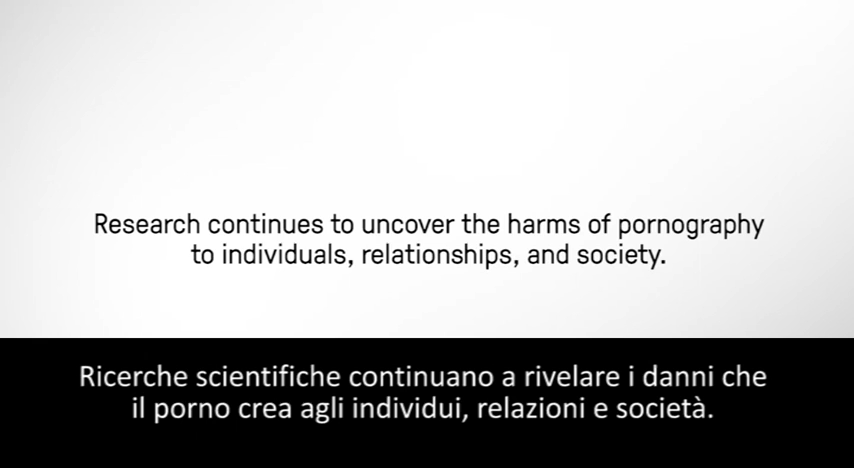 Research continues to uncover the harms of pornography
to individuals, relationships, and society.
Ricerche scientifiche continuano a rivelare i danni che
il porno crea agli individui, relazioni e società.